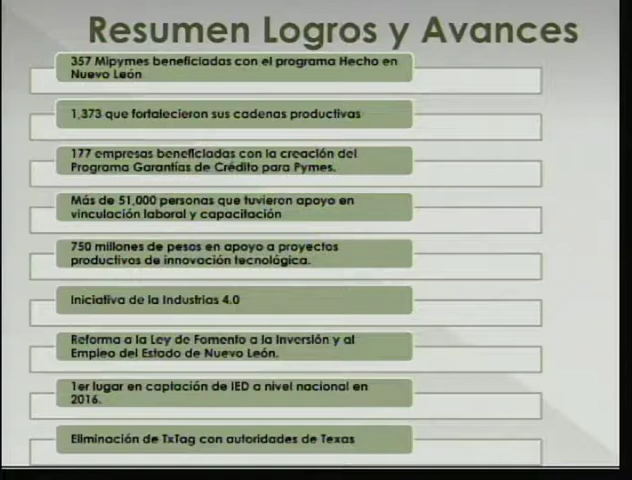 Resumen Logros y Avances
357 Mipymes beneficiadas con el programa Hecho en
Nuevo León
1,373 que fortalecieron sus cadenas productivas
177 empresas beneficiadas con la creación del
Programa Garantías de Crédito para Pymes.
Más de 51,000 personas que tuvieron apoyo en
vinculación laboral y capacitación
750 millones de pesos en apoyo a proyectos
productivos de innovación tecnológica.
Iniciativa de la Industrias 4.0
Reforma a la Ley de Fomento a la Inversión y al
Empleo del Estado de Nuevo León.
1er lugar en captación de IED a nivel nacional en
2016.
Eliminación de TxTag con autoridades de Texas